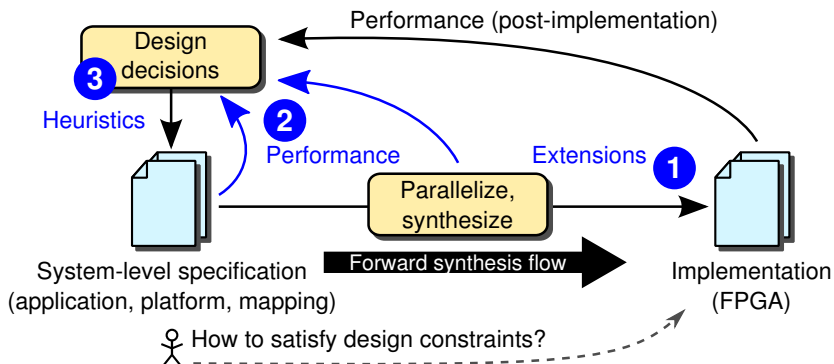 Performance (post-implementation)
Design
decisions
3
Heuristics
2
Performance
Extensions
1
Parallelize,
synthesize
System-level specification
(application, platform, mapping)
Forward synthesis flow
Implementation
(FPGA)
How to satisfy design constraints?